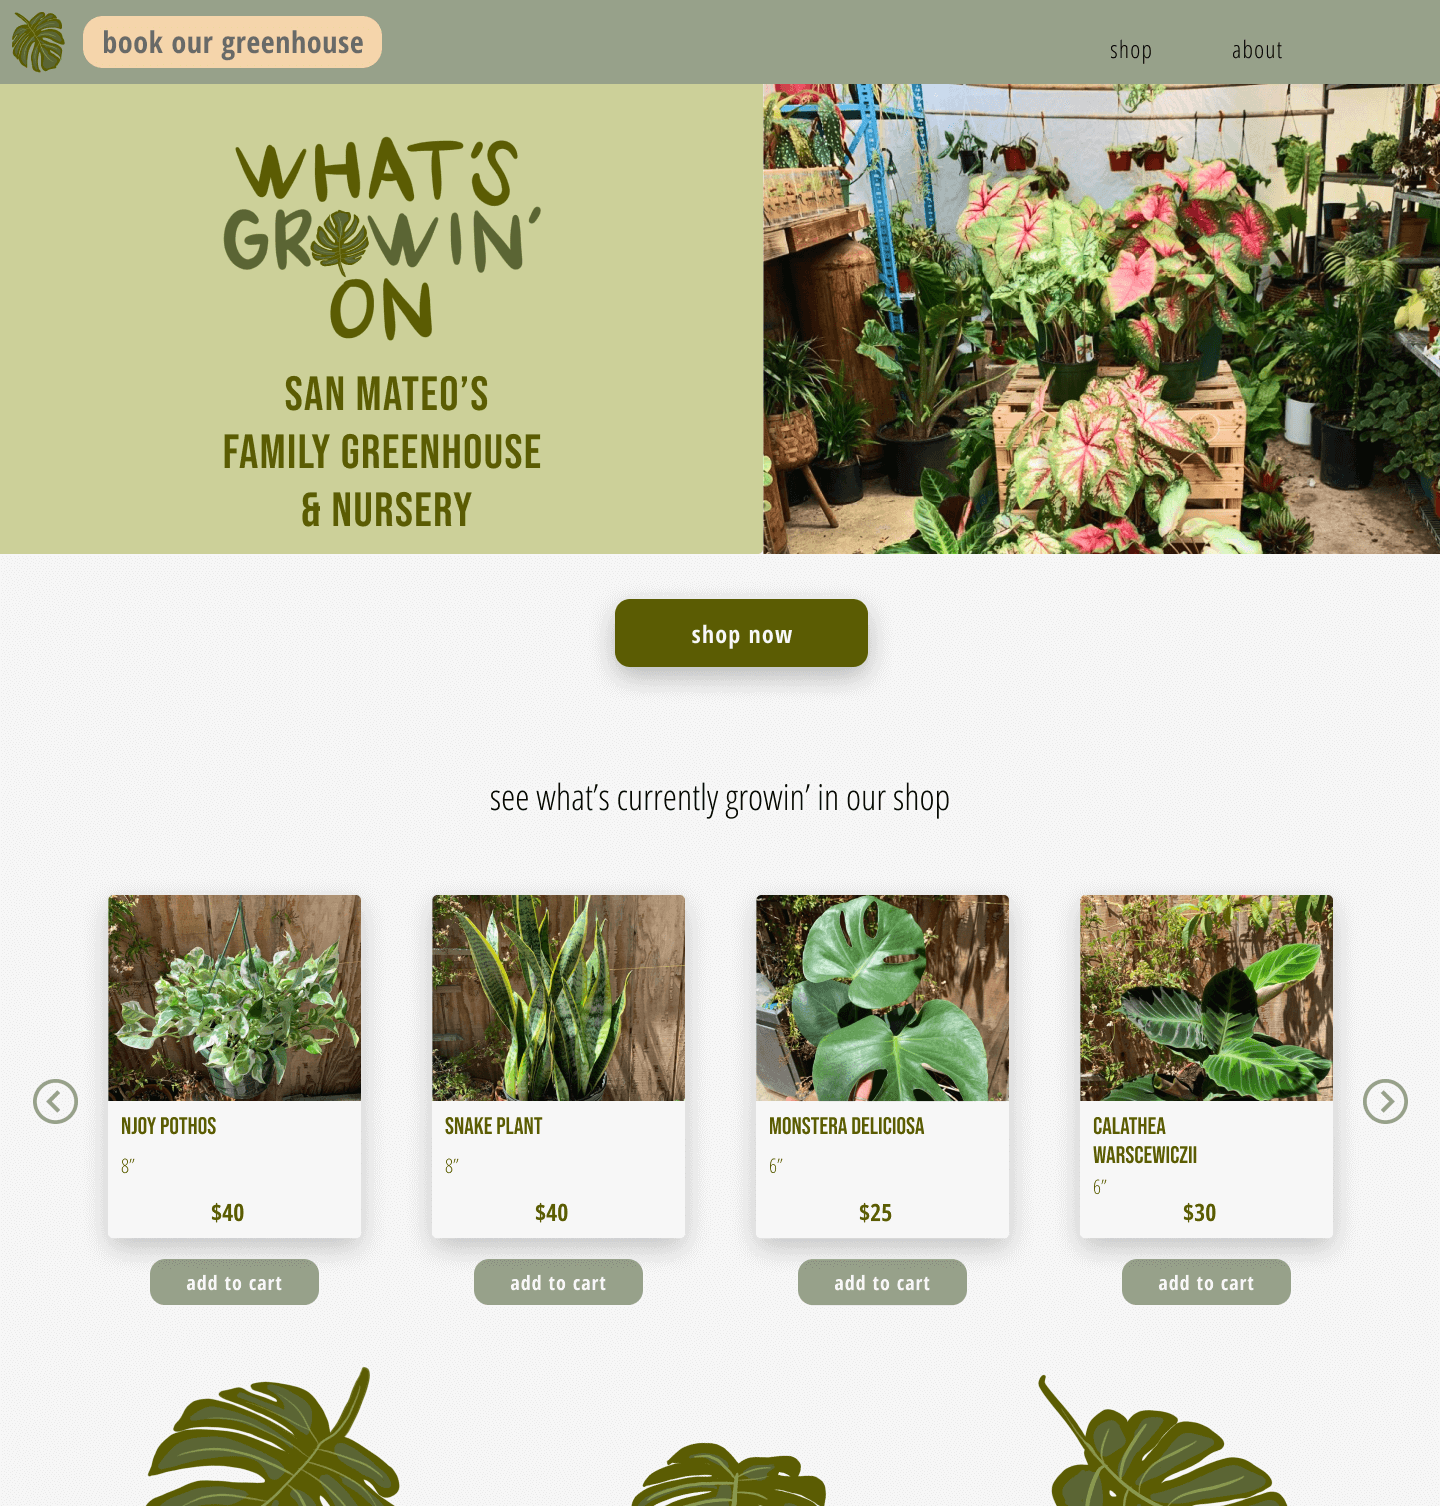 book our greenhouse
shop
about
WHAT'S
GROWIN'
ON
SAN MATEO'S
FAMILY GREENHOUSE
& NURSERY
shop now
see what's currently growin' in our shop
NJOY POTHOS
8"
$40
add to cart
SNAKE PLANT
8"
$40
add to cart
MONSTERA DELICIOSA
6"
$25
add to cart
CALATHEA
WARSCEWICZII
6"
$30
add to cart